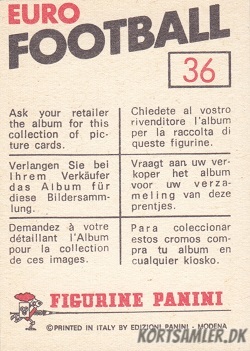 EURO
FOOTBALL
36
Ask your retailer
the album for this
collection of pic-
ture cards.
Chiedete al vostro
rivenditore l'album
per la raccolta di
queste figurine.
Verlangen Sie bei
Ihrem Verkäufer
das Album für
diese Bildersamm-
lung.
Vraagt aan uw ver-
koper het album
voor uw verza-
meling van deze
prentjes.
Demandez à votre
détaillant l'Album
pour la collection
de ces images.
Para coleccionar
estos cromos com-
pra tu album en
cualquier kiosko.
FIGURINE PANINI
©PRINTED IN ITALY BY EDIZIONI PANINI - MODENA
KORTSAMLER.DK